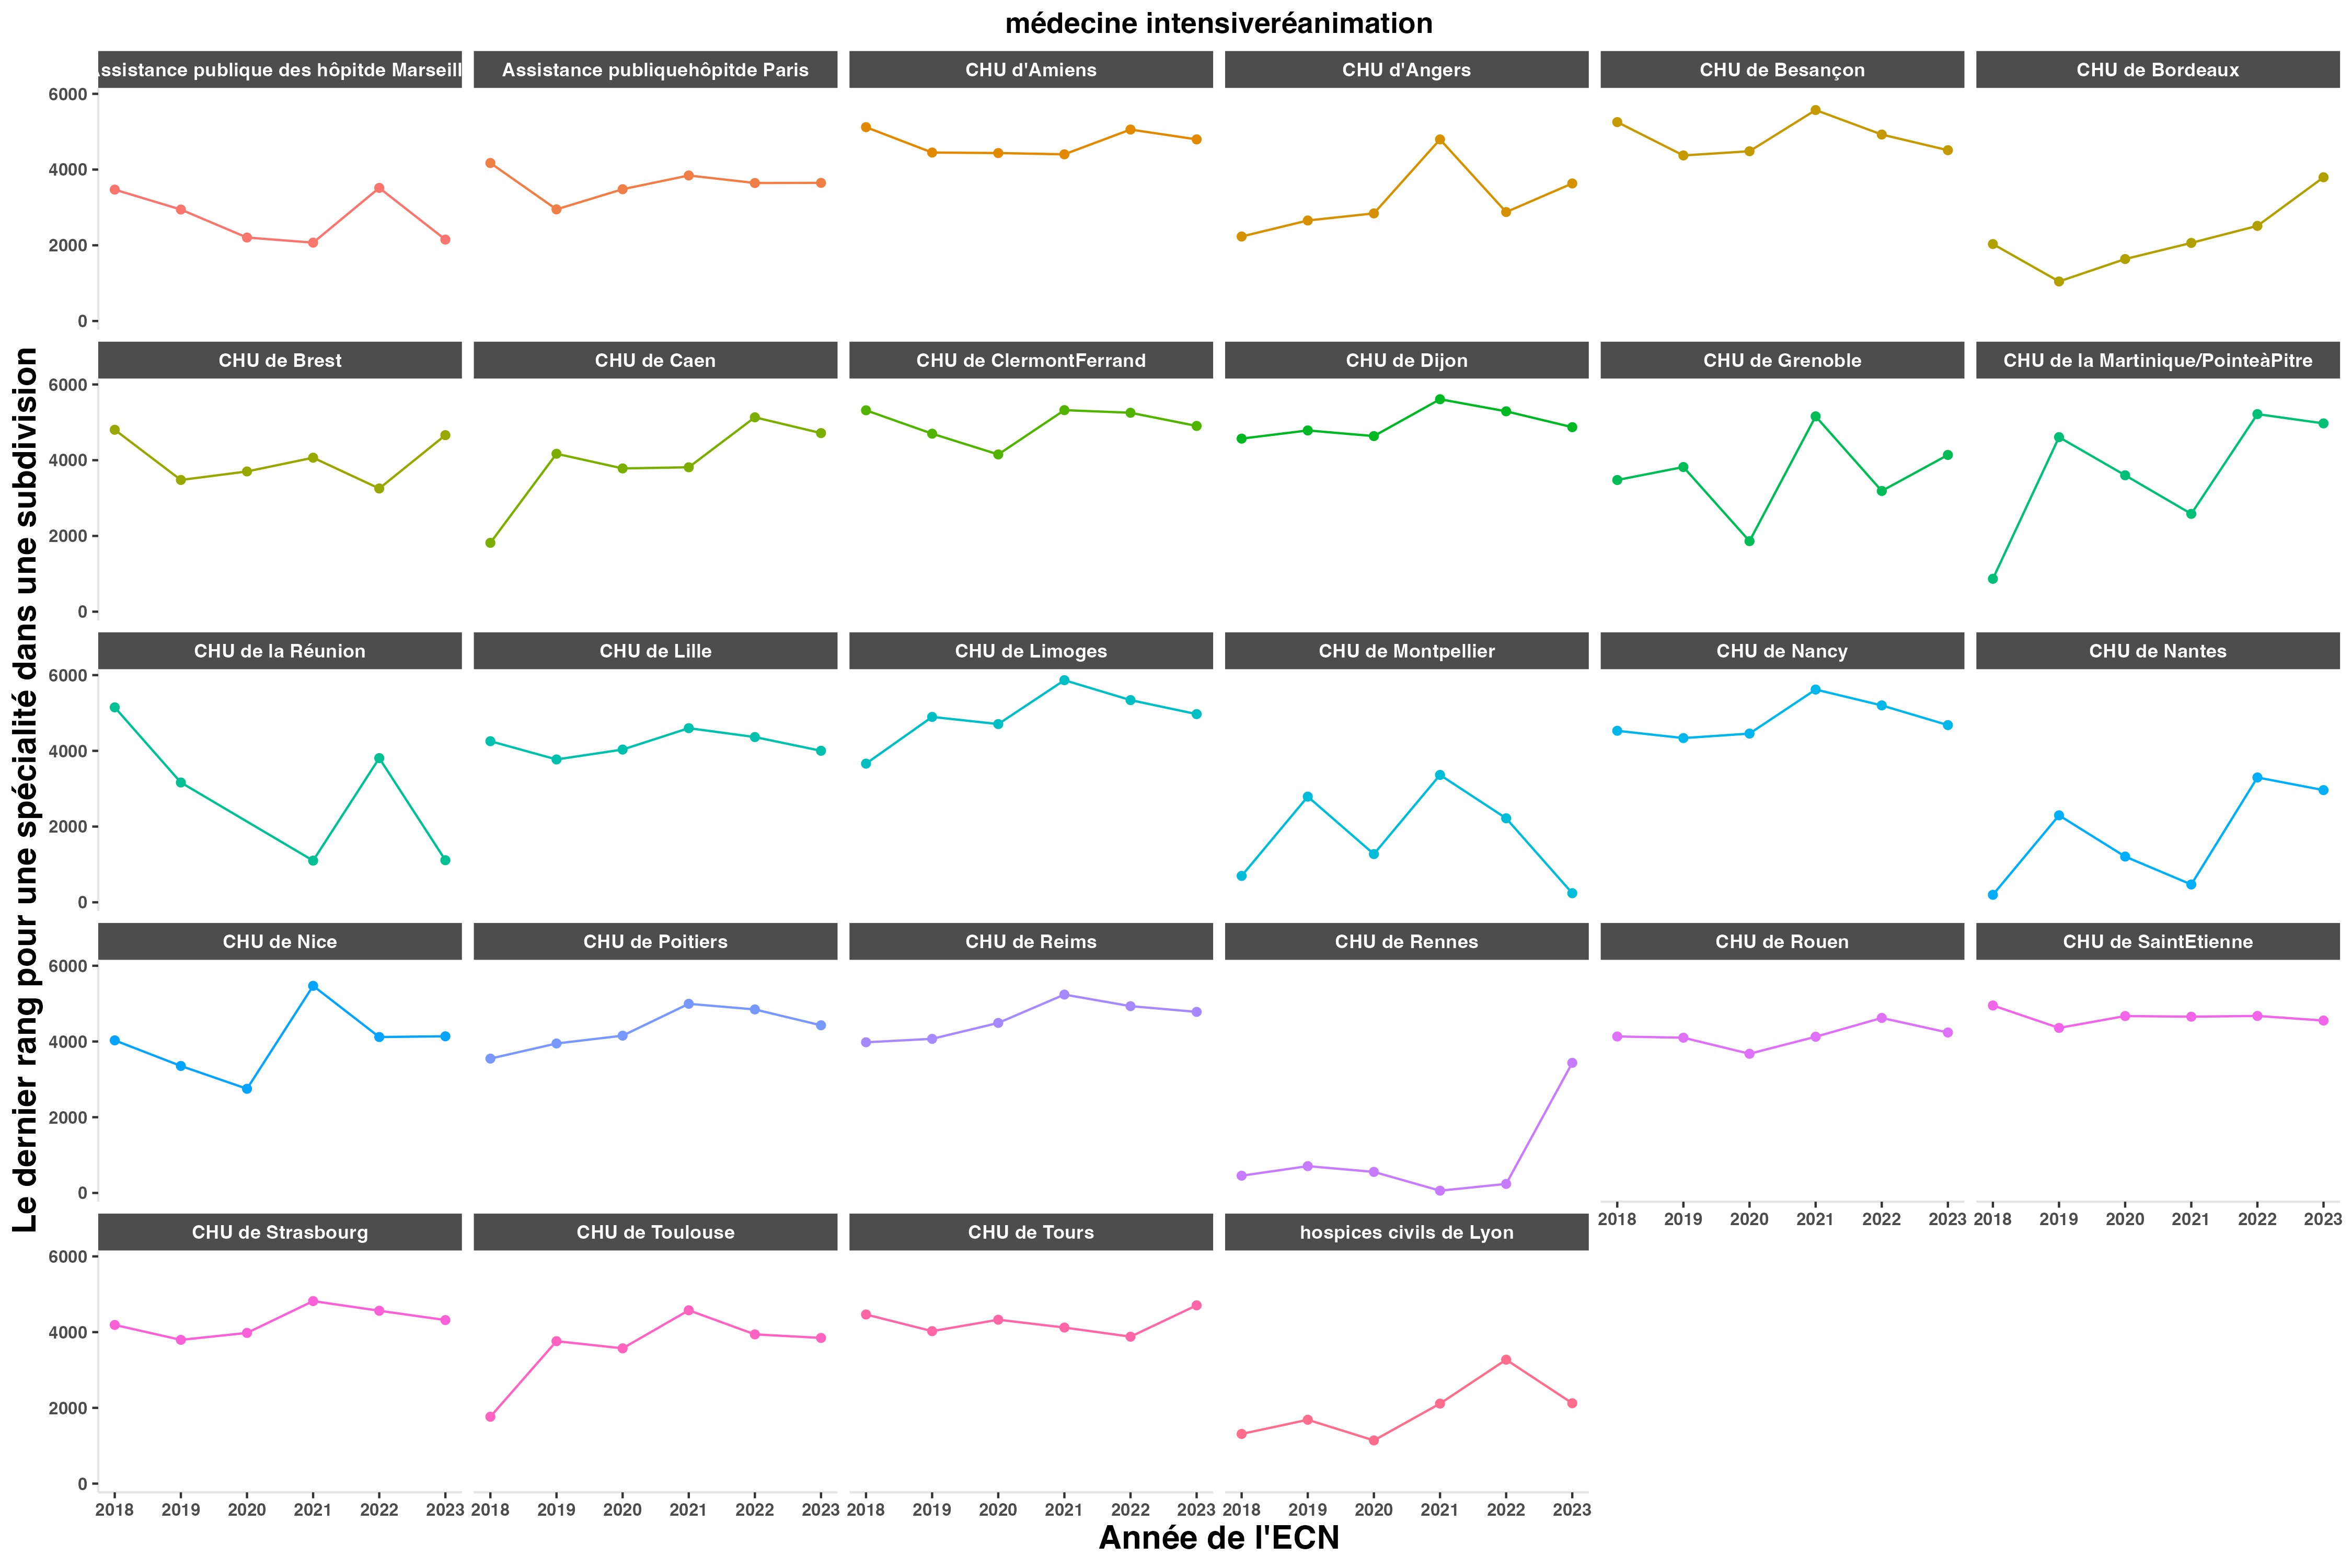 médecine intensiveréanimation
ssistance publique des hôpitde Marseill
Assistance publiquehôpitde Paris
CHU d'Amiens
CHU d'Angers
CHU de Besançon
CHU de Bordeaux
6000
4000
2000
0
CHU de Brest
CHU de Caen
CHU de ClermontFerrand
CHU de Dijon
CHU de Grenoble
CHU de la Martinique/PointeàPitre
6000
4000
2000
0
CHU de la Réunion
CHU de Lille
CHU de Limoges
CHU de Montpellier
CHU de Nancy
CHU de Nantes
6000
4000
2000
0
CHU de Nice
CHU de Poitiers
CHU de Reims
CHU de Rennes
CHU de Rouen
CHU de SaintEtienne
6000
4000
2000
0
2018 2019 2020 2021 2022 2023
2018 2019 2020 2021 2022 2023
CHU de Strasbourg
CHU de Toulouse
CHU de Tours
hospices civils de Lyon
6000
4000
2000
0
2018 2019 2020 2021 2022 2023
2018 2019 2020 2021 2022 2023
2018 2019 2020 2021 2022 2023
2018 2019 2020 2021 2022 2023
Année de l'ECN
Le dernier rang pour une spécialité dans une subdivision